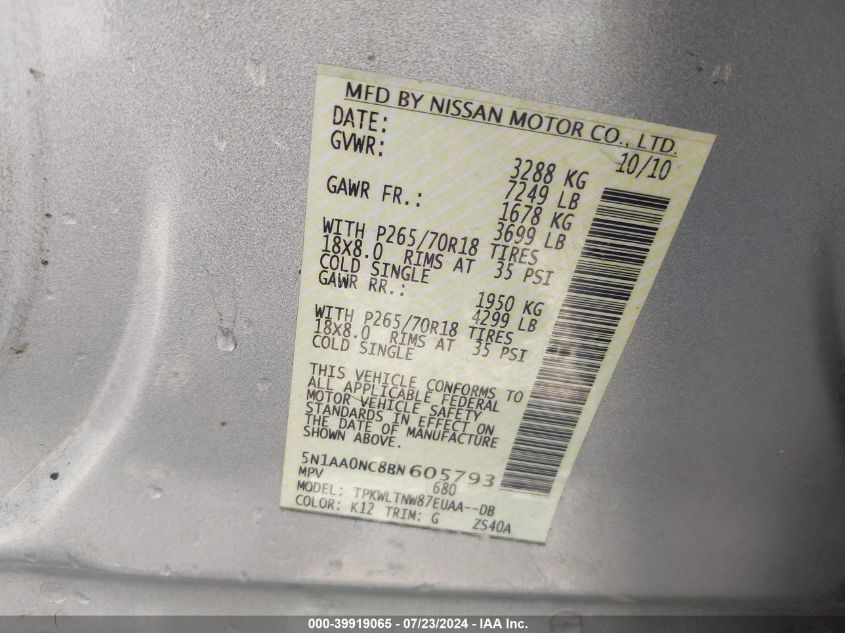 MFD BY NISSAN MOTOR CO., LTD.
DATE: 10/10
GVWR: 3288 KG
7249 LB
GAWR FR.: 1678 KG
3699 LB
WITH P265/70R18 TIRES
18X8.0 RIMS AT 35 PSI
COLD SINGLE
GAWR RR.: 1950 KG
4299 LB
WITH P265/70R18 TIRES
18X8.0 RIMS AT 35 PSI
COLD SINGLE
THIS VEHICLE CONFORMS TO
ALL APPLICABLE FEDERAL
MOTOR VEHICLE SAFETY
STANDARDS IN EFFECT ON
THE DATE OF MANUFACTURE
SHOWN ABOVE.
5N1AA0NC8BN605793
MPV 680
MODEL: TPKWLTNW87EUAA--DB
COLOR: K12 TRIM: G ZS40A
000-39919065 / 07/23/2024 - IAA Inc.